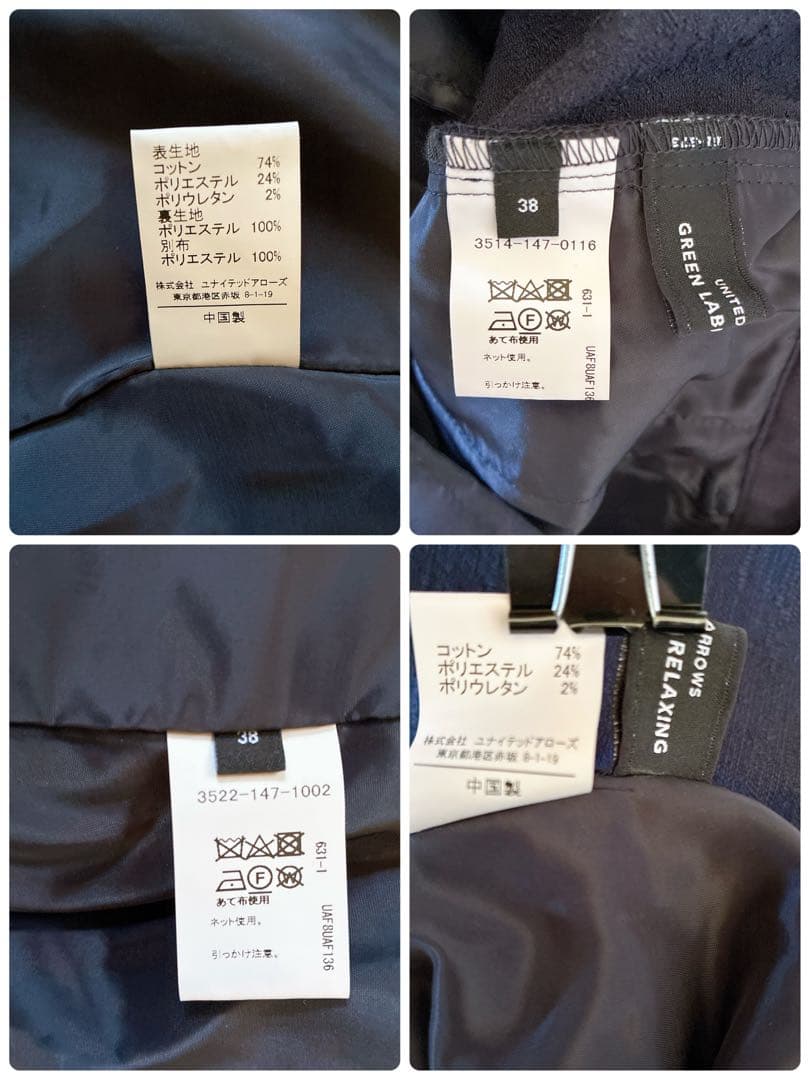 表生地
コットン 74%
ポリエステル 24%
ポリウレタン 2%
裏生地
ポリエステル 100%
別布
ポリエステル 100%
株式会社 ユナイテッドアローズ
東京都港区赤坂 8-1-19
中国製
38
3514-147-0116
あて布使用
ネット使用。
引っかけ注意。
631-1
UAF8UAF136
UNITED
GREEN LAB
38
3522-147-1002
あて布使用
ネット使用。
引っかけ注意。
631-1
UAF8UAF136
コットン 74%
ポリエステル 24%
ポリウレタン 2%
株式会社 ユナイテッドアローズ
東京都港区赤坂 8-1-19
中国製
ARROWS
RELAXING